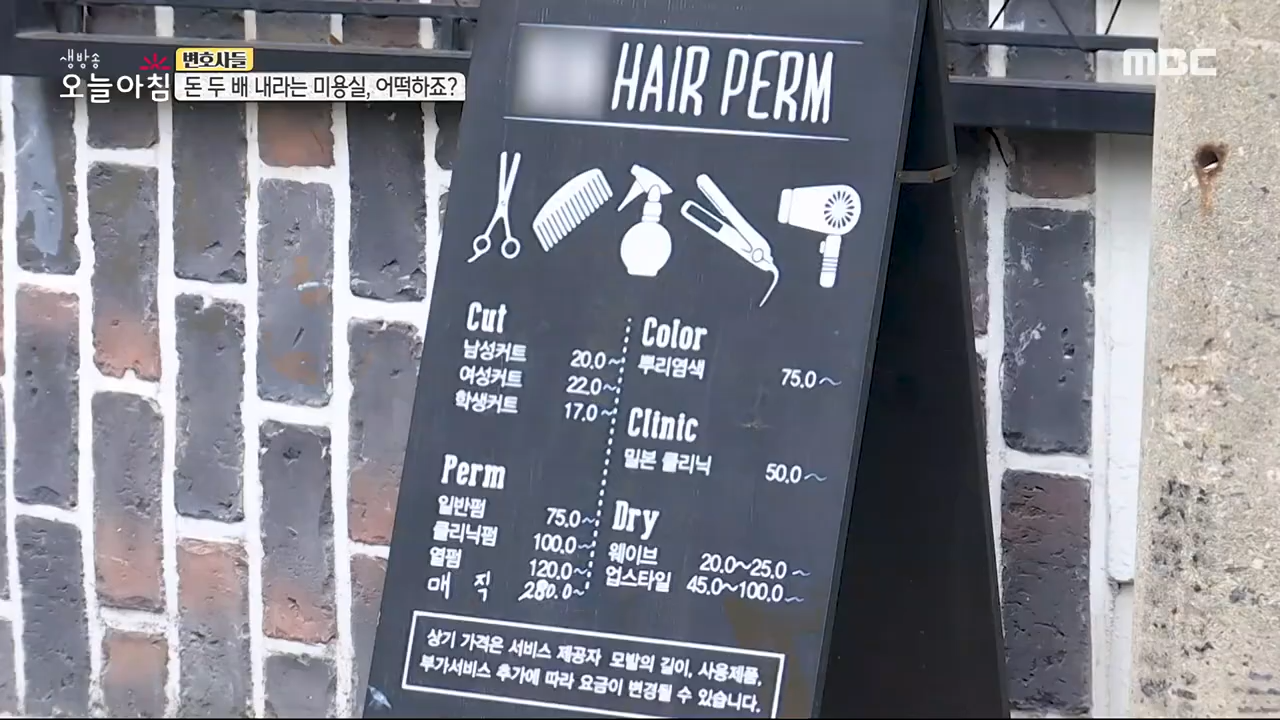 생방송
오늘아침
변호사들
돈 두 배 내라는 미용실, 어떡하죠?
MBC
HAIR PERM
Cut
남성커트 20.0~
여성커트 22.0~
학생커트 17.0~
Perm
일반펌 75.0~
클리닉펌 100.0~
열펌 120.0~
매 직 280.0~
Color
뿌리염색 75.0~
Clinic
밀본 클리닉 50.0~
Dry
웨이브 20.0~25.0~
업스타일 45.0~100.0~
상기 가격은 서비스 제공자 모발의 길이, 사용제품,
부가서비스 추가에 따라 요금이 변경될 수 있습니다.